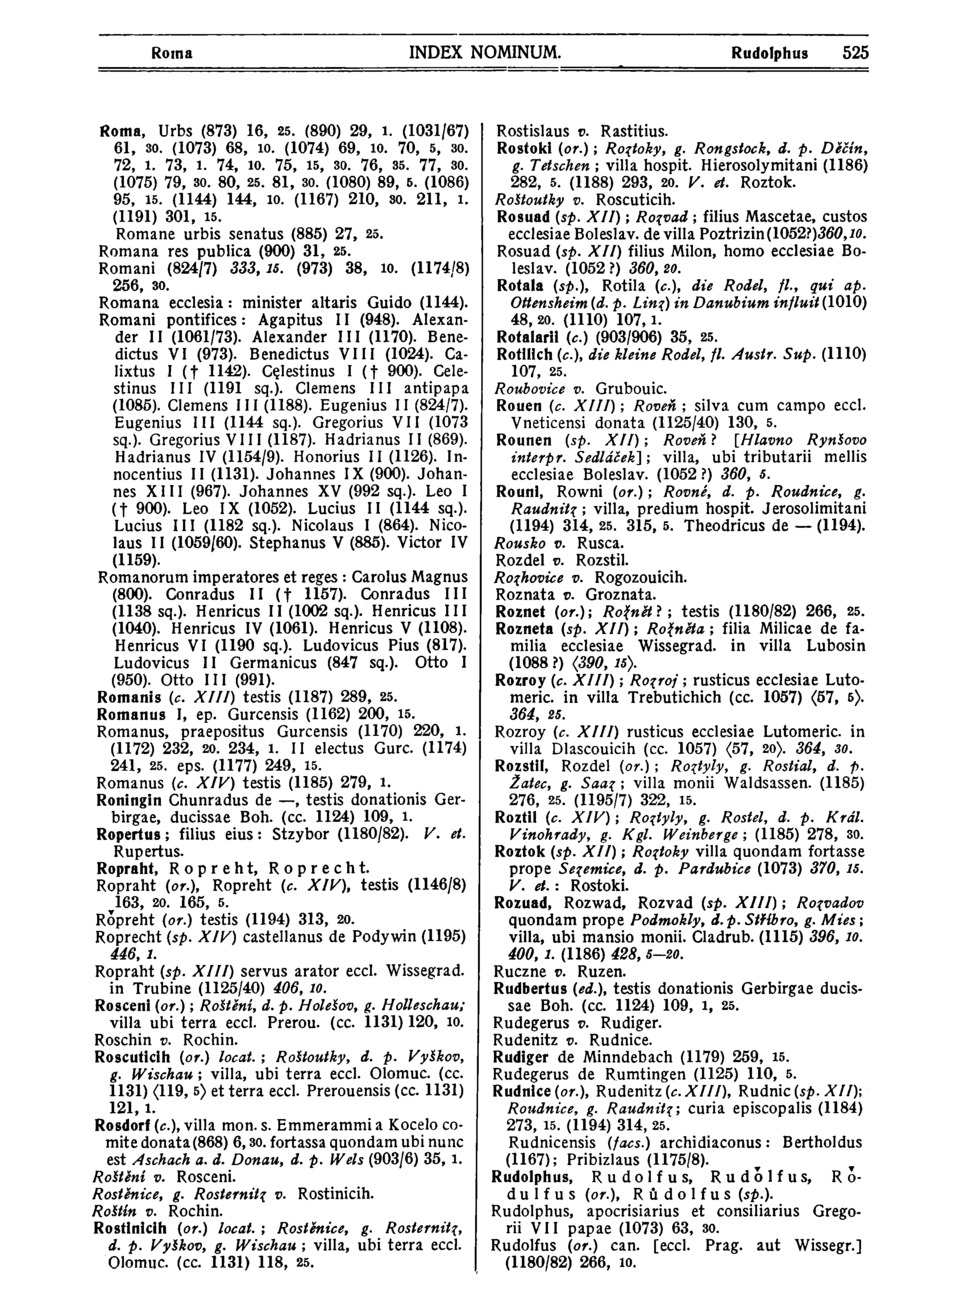 Roma INDEX NOMINUM. Rudolphus 525
Roma, Urbs (873) 16, 25. (890) 29, 1. (1031/67)
61, 30. (1073) 68, 10. (1074) 69, 10. 70, 5, 30.
72, 1. 73, 1. 74, 10. 75, 15, 30. 76, 35. 77, 30.
(1075) 79, 30. 80, 25. 81, 30. (1080) 89, 5. (1086)
95, 15. (1144) 144, 10. (1167) 210, 30. 211, 1.
(1191) 301, 15.
Romane urbis senatus (885) 27, 25.
Romana res publica (900) 31, 25.
Romani (824/7) 333, 15. (973) 38, 10. (1174/8)
256, 30.
Romana ecclesia : minister altaris Guido (1144).
Romani pontifices : Agapitus II (948). Alexan-
der II (1061/73). Alexander III (1170). Bene-
dictus VI (973). Benedictus VIII (1024). Ca-
lixtus I († 1142). Cęlestinus I († 900). Cele-
stinus III (1191 sq.). Clemens III antipapa
(1085). Clemens III (1188). Eugenius II (824/7).
Eugenius III (1144 sq.). Gregorius VII (1073
sq.). Gregorius VIII (1187). Hadrianus II (869).
Hadrianus IV (1154/9). Honorius II (1126). In-
nocentius II (1131). Johannes IX (900). Johan-
nes XIII (967). Johannes XV (992 sq.). Leo I
(† 900). Leo IX (1052). Lucius II (1144 sq.).
Lucius III (1182 sq.). Nicolaus I (864). Nico-
laus II (1059/60). Stephanus V (885). Victor IV
(1159).
Romanorum imperatores et reges : Carolus Magnus
(800). Conradus II († 1157). Conradus III
(1138 sq.). Henricus II (1002 sq.). Henricus III
(1040). Henricus IV (1061). Henricus V (1108).
Henricus VI (1190 sq.). Ludovicus Pius (817).
Ludovicus II Germanicus (847 sq.). Otto I
(950). Otto III (991).
Romanis (c. XIII) testis (1187) 289, 25.
Romanus I, ep. Gurcensis (1162) 200, 15.
Romanus, praepositus Gurcensis (1170) 220, 1.
(1172) 232, 20. 234, 1. II electus Gurc. (1174)
241, 25. eps. (1177) 249, 15.
Romanus (c. XIV) testis (1185) 279, 1.
Roningin Chunradus de —, testis donationis Ger-
birgae, ducissae Boh. (cc. 1124) 109, 1.
Ropertus ; filius eius : Stzybor (1180/82). V. et.
Rupertus.
Ropraht, Ropreht, Roprecht.
Ropraht (or.), Ropreht (c. XIV), testis (1146/8)
163, 20. 165, 5.
Rǒpreht (or.) testis (1194) 313, 20.
Roprecht (sp. XIV) castellanus de Podywin (1195)
446, 1.
Ropraht (sp. XIII) servus arator eccl. Wissegrad.
in Trubine (1125/40) 406, 10.
Rosceni (or.) ; Roštění, d. p. Holešov, g. Holleschau;
villa ubi terra eccl. Prerou. (cc. 1131) 120, 10.
Roschin v. Rochin.
Roscuticih (or.) locat. ; Roštoutky, d. p. Vyškov,
g. Wischau ; villa, ubi terra eccl. Olomuc. (cc.
1131) ⟨119, 5⟩ et terra eccl. Prerouensis (cc. 1131)
121, 1.
Rosdorf (c.), villa mon. s. Emmerammi a Kocelo co-
mite donata (868) 6, 30. fortassa quondam ubi nunc
est Aschach a. d. Donau, d. p. Wels (903/6) 35, 1.
Roštění v. Rosceni.
Rostěnice, g. Rosternitz v. Rostinicih.
Roštín v. Rochin.
Rostinicih (or.) locat. ; Rostěnice, g. Rosternitz,
d. p. Vyškov, g. Wischau ; villa, ubi terra eccl.
Olomuc. (cc. 1131) 118, 25.
Rostislaus v. Rastitius.
Rostoki (or.) ; Roztoky, g. Rongstock, d. p. Děčín,
g. Tetschen ; villa hospit. Hierosolymitani (1186)
282, 5. (1188) 293, 20. V. et. Roztok.
Roštoutky v. Roscuticih.
Rosuad (sp. XII) ; Rozvad ; filius Mascetae, custos
ecclesiae Boleslav. de villa Poztrizin (1052?) 360, 10.
Rosuad (sp. XII) filius Milon, homo ecclesiae Bo-
leslav. (1052 ?) 360, 20.
Rotala (sp.), Rotila (c.), die Rodel, fl., qui ap.
Ottensheim (d. p. Linz) in Danubium influit (1010)
48, 20. (1110) 107, 1.
Rotalarii (c.) (903/906) 35, 25.
Rotilich (c.), die kleine Rodel, fl. Austr. Sup. (1110)
107, 25.
Roubovice v. Grubouic.
Rouen (c. XIII) ; Roveň ; silva cum campo eccl.
Vneticensi donata (1125/40) 130, 5.
Rounen (sp. XII) ; Roveň ? [Hlavno Rynšovo
interpr. Sedláček] ; villa, ubi tributarii mellis
ecclesiae Boleslav. (1052 ?) 360, 5.
Rouni, Rowni (or.) ; Rovné, d. p. Roudnice, g.
Raudnitz ; villa, predium hospit. Jerosolimitani
(1194) 314, 25. 315, 5. Theodricus de — (1194).
Rousko v. Rusca.
Rozdel v. Rozstil.
Rozhovice v. Rogozouicih.
Roznata v. Groznata.
Roznet (or.); Rožnět ? ; testis (1180/82) 266, 25.
Rozneta (sp. XII) ; Rožněta ; filia Milicae de fa-
milia ecclesiae Wissegrad. in villa Lubosin
(1088 ?) ⟨390, 15⟩.
Rozroy (c. XIII) ; Rozroj ; rusticus ecclesiae Luto-
meric. in villa Trebutichich (cc. 1057) ⟨57, 5⟩.
364, 25.
Rozroy (c. XIII) rusticus ecclesiae Lutomeric. in
villa Dlascouicih (cc. 1057) ⟨57, 20⟩. 364, 30.
Rozstil, Rozdel (or.) ; Roztyly, g. Rostial, d. p.
Žatec, g. Saaz ; villa monii Waldsassen. (1185)
276, 25. (1195/7) 322, 15.
Roztil (c. XIV) ; Roztyly, g. Rostel, d. p. Král.
Vinohrady, g. Kgl. Weinberge ; (1185) 278, 30.
Roztok (sp. XII) ; Roztoky villa quondam fortasse
prope Sezemice, d. p. Pardubice (1073) 370, 15.
V. et. : Rostoki.
Rozuad, Rozwad, Rozvad (sp. XIII) ; Rozvadov
quondam prope Podmokly, d. p. Stříbro, g. Mies ;
villa, ubi mansio monii. Cladrub. (1115) 396, 10.
400, 1. (1186) 428, 5—20.
Ruczne v. Ruzen.
Rudbertus (ed.), testis donationis Gerbirgae ducis-
sae Boh. (cc. 1124) 109, 1, 25.
Rudegerus v. Rudiger.
Rudenitz v. Rudnice.
Rudiger de Minndebach (1179) 259, 15.
Rudegerus de Rumtingen (1125) 110, 5.
Rudnice (or.), Rudenitz (c. XIII), Rudnic (sp. XII);
Roudnice, g. Raudnitz ; curia episcopalis (1184)
273, 15. (1194) 314, 25.
Rudnicensis (facs.) archidiaconus : Bertholdus
(1167) ; Pribizlaus (1175/8).
Rudolphus, Rudolfus, Rudǒlfus, Rǒ-
dulfus (or.), Růdolfus (sp.).
Rudolphus, apocrisiarius et consiliarius Grego-
rii VII papae (1073) 63, 30.
Rudolfus (or.) can. [eccl. Prag. aut Wissegr.]
(1180/82) 266, 10.